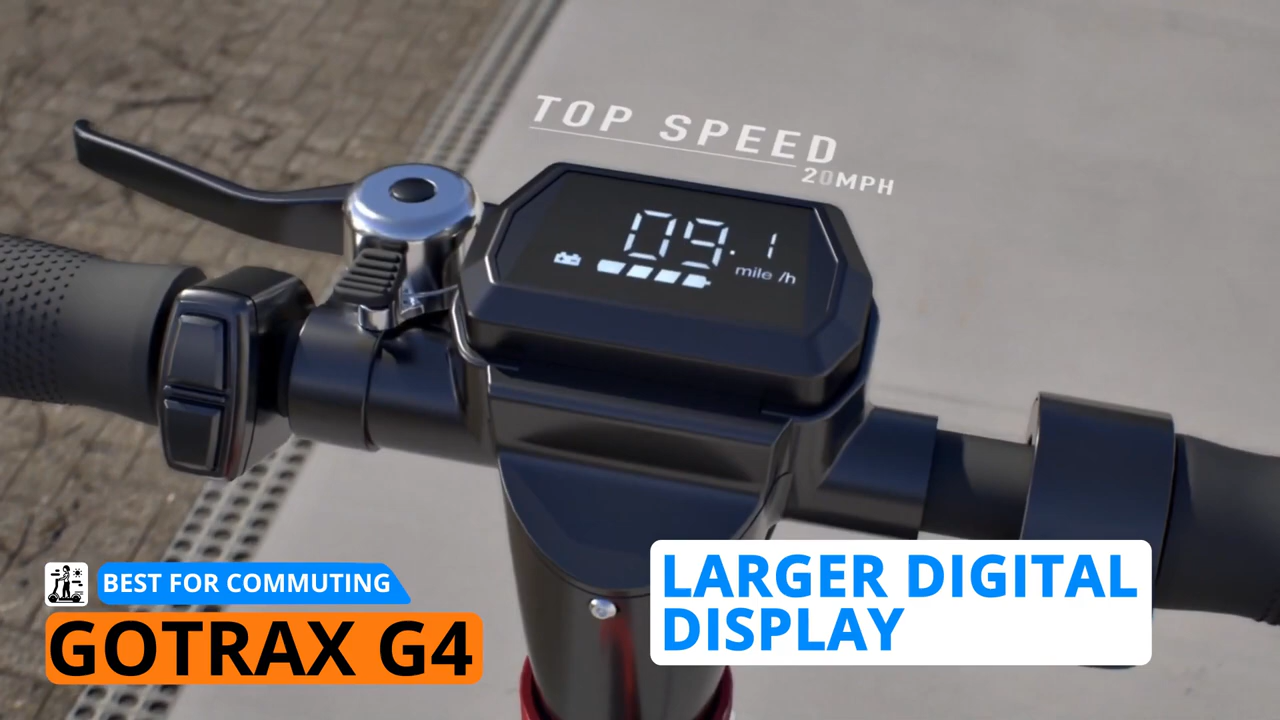 TOP SPEED
20MPH
09.1
mile /h
BEST FOR COMMUTING
GOTRAX G4
LARGER DIGITAL
DISPLAY